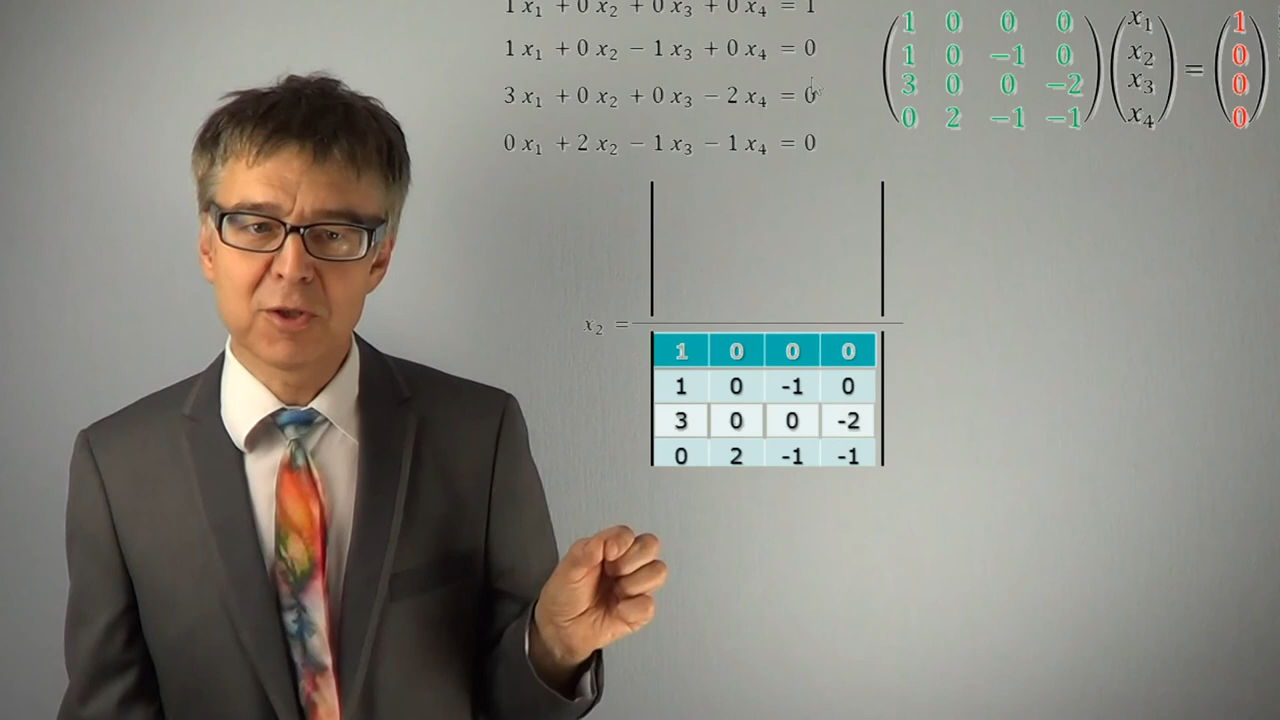 1 x₁ + 0 x₂ + 0 x₃ + 0 x₄ = 1
1 x₁ + 0 x₂ − 1 x₃ + 0 x₄ = 0
3 x₁ + 0 x₂ + 0 x₃ − 2 x₄ = 0
0 x₁ + 2 x₂ − 1 x₃ − 1 x₄ = 0
1 0 0 0 x₁ 1
1 0 −1 0 x₂ = 0
3 0 0 −2 x₃ 0
0 2 −1 −1 x₄ 0
x₂ =
1 0 0 0
1 0 -1 0
3 0 0 -2
0 2 -1 -1